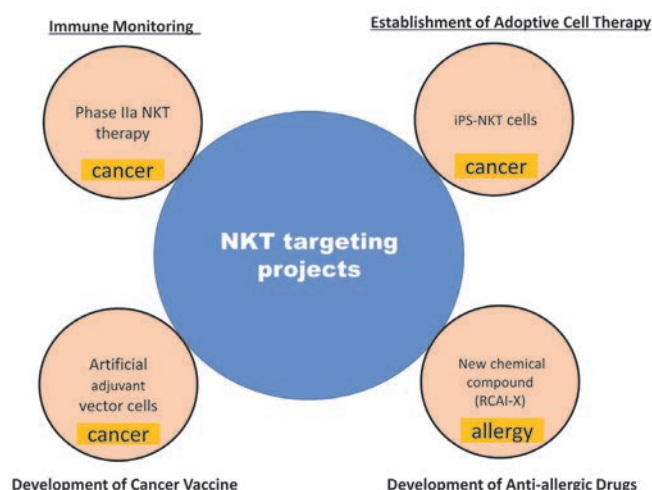 Immune Monitoring
Establishment of Adoptive Cell Therapy
Phase IIa NKT
therapy
cancer
iPS-NKT cells
cancer
NKT targeting
projects
Artificial
adjuvant
vector cells
cancer
New chemical
compound
(RCAI-X)
allergy
Development of Cancer Vaccine
Development of Anti-allergic Drugs